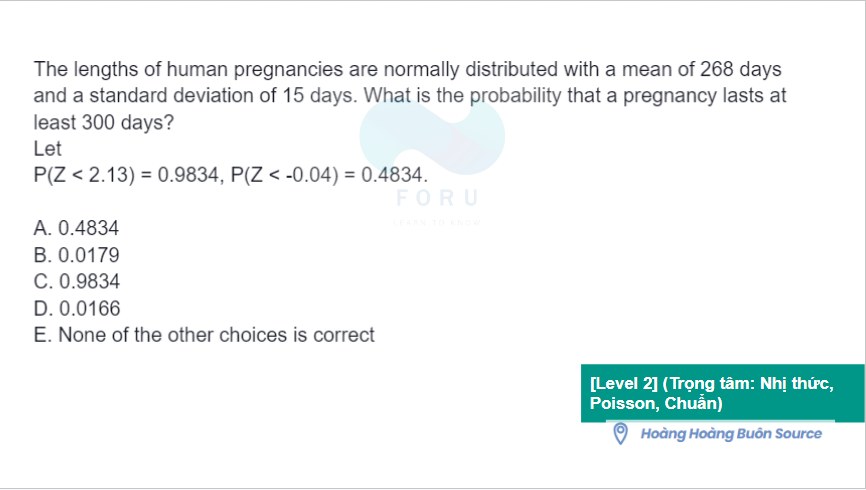 The lengths of human pregnancies are normally distributed with a mean of 268 days
and a standard deviation of 15 days. What is the probability that a pregnancy lasts at
least 300 days?
Let
P(Z < 2.13) = 0.9834, P(Z < -0.04) = 0.4834.
FORU
A. 0.4834
B. 0.0179
C. 0.9834
D. 0.0166
E. None of the other choices is correct
[Level 2] (Trọng tâm: Nhị thức,
Poisson, Chuẩn)
Hoàng Hoàng Buôn Source